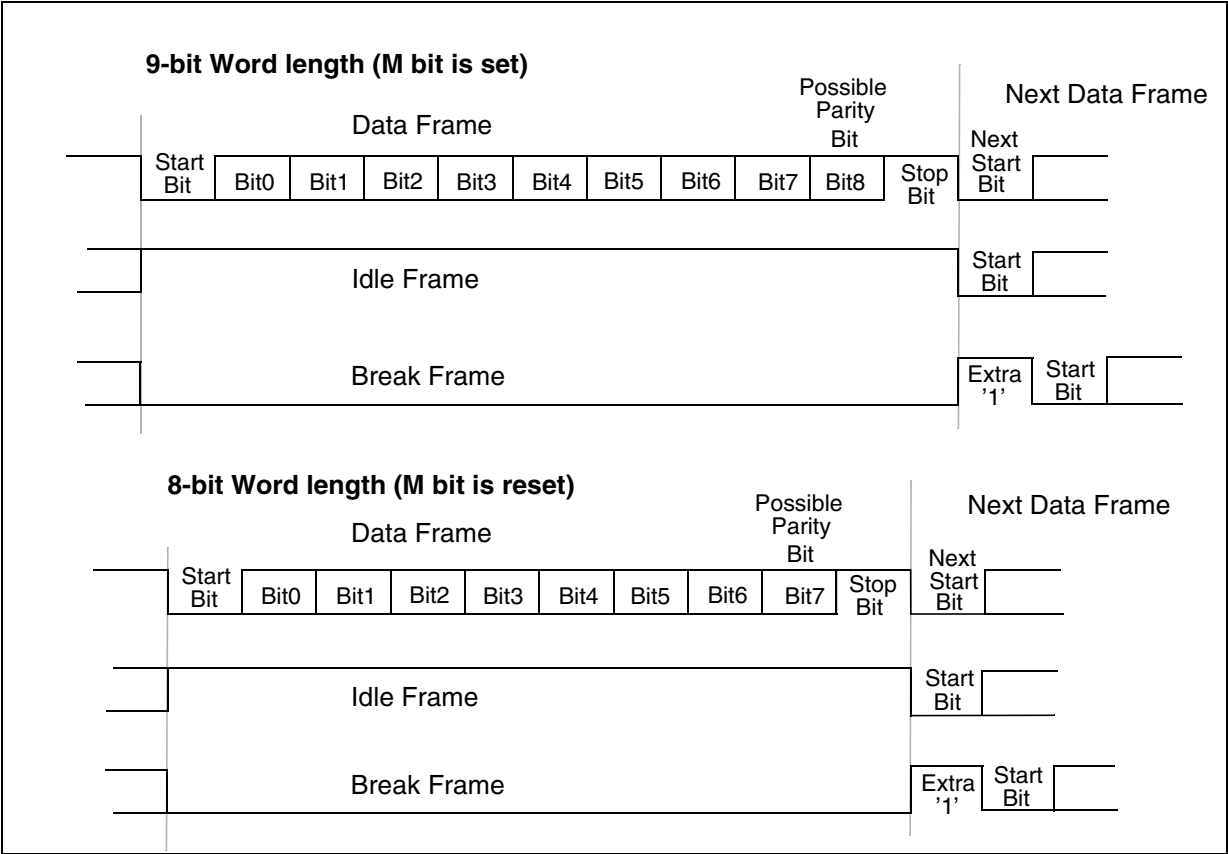 9-bit Word length (M bit is set)
Possible
Parity
Bit
Next Data Frame
Data Frame
Next
Start
Bit
Start
Bit
Bit0 Bit1 Bit2 Bit3 Bit4 Bit5 Bit6 Bit7 Bit8
Stop
Bit
Idle Frame
Start
Bit
Break Frame
Extra
'1'
Start
Bit
8-bit Word length (M bit is reset)
Possible
Parity
Bit
Next Data Frame
Data Frame
Next
Start
Bit
Start
Bit
Bit0 Bit1 Bit2 Bit3 Bit4 Bit5 Bit6 Bit7
Stop
Bit
Idle Frame
Start
Bit
Break Frame
Extra
'1'
Start
Bit